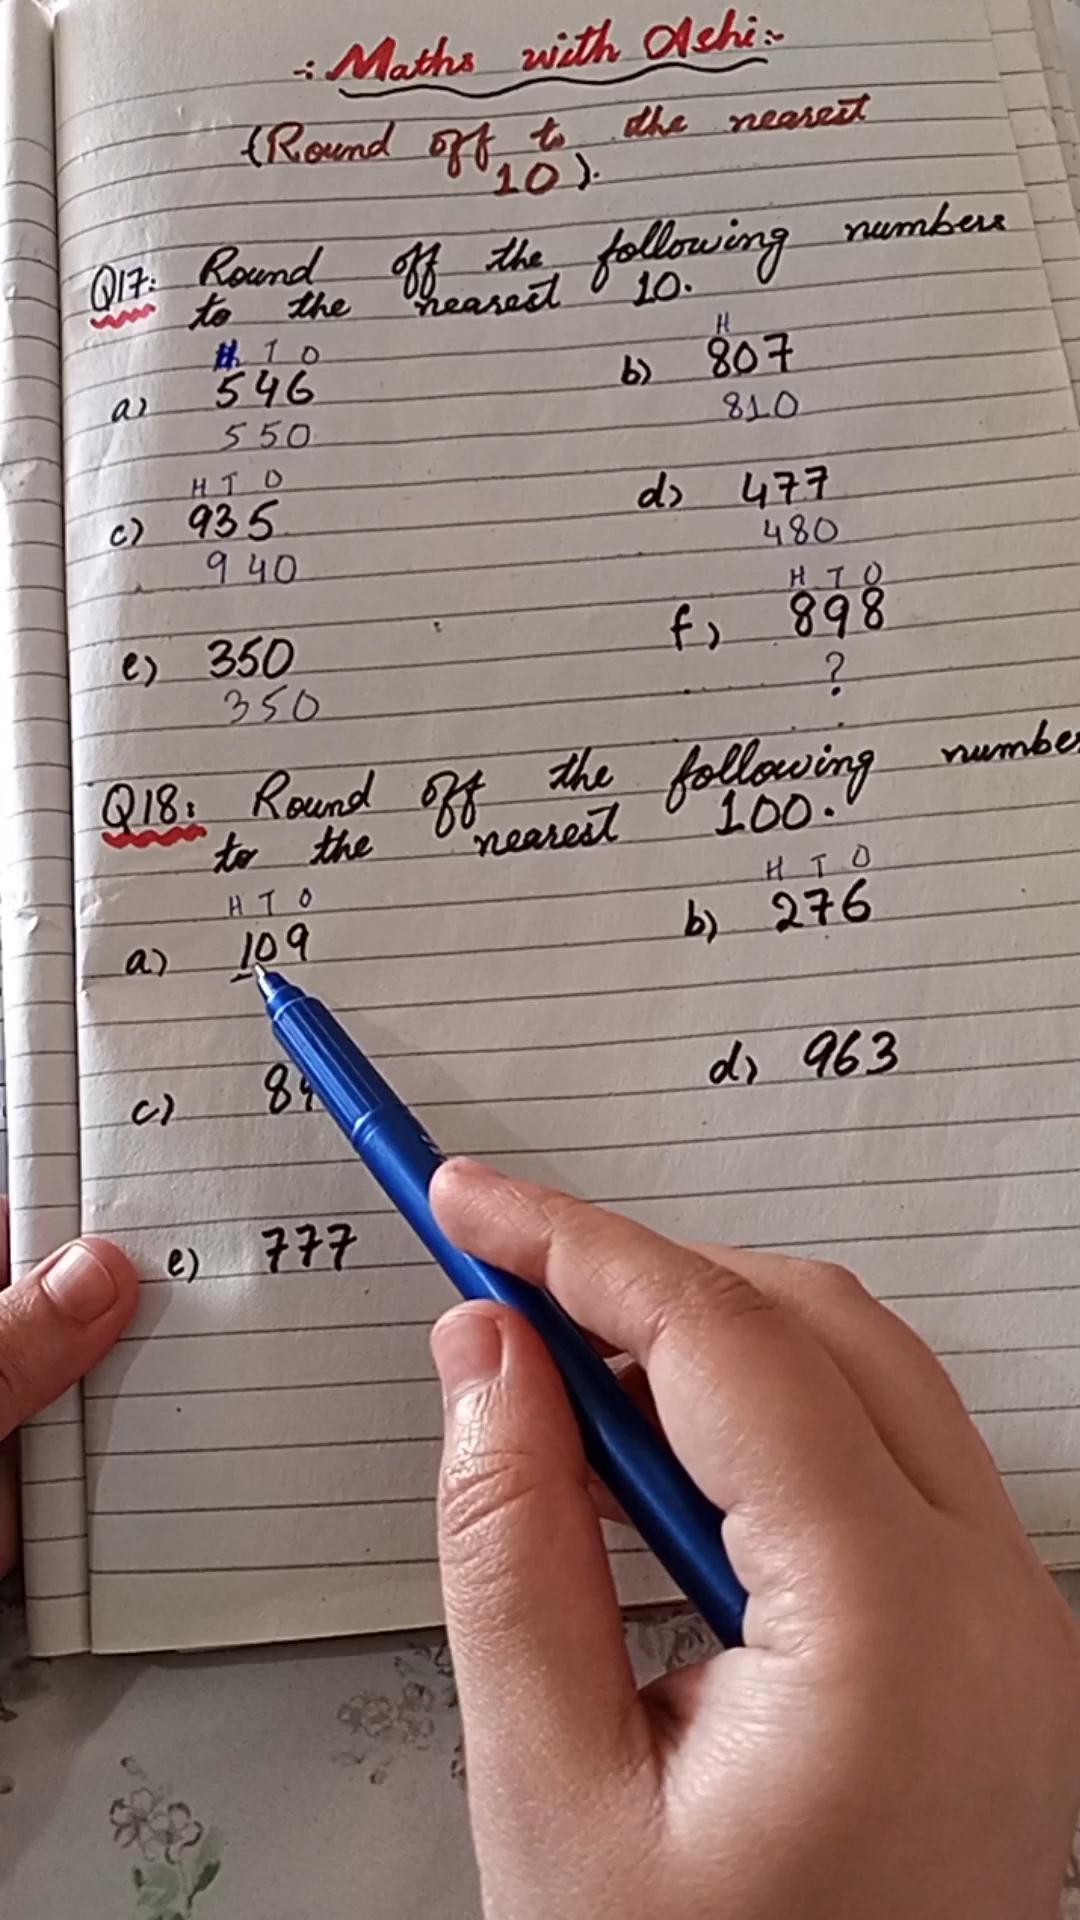 :Maths with Ashi:-
(Round off to the nearest
10).
Q17: Round off the following numbers
to the nearest 10.
H T O
a) 546
550
H
b) 807
810
H T O
c) 935
940
d) 477
480
e) 350
350
H T O
f) 898
?
Q18: Round off the following number
to the nearest 100.
H T O
a) 109
H T O
b) 276
c)
d) 963
e) 777